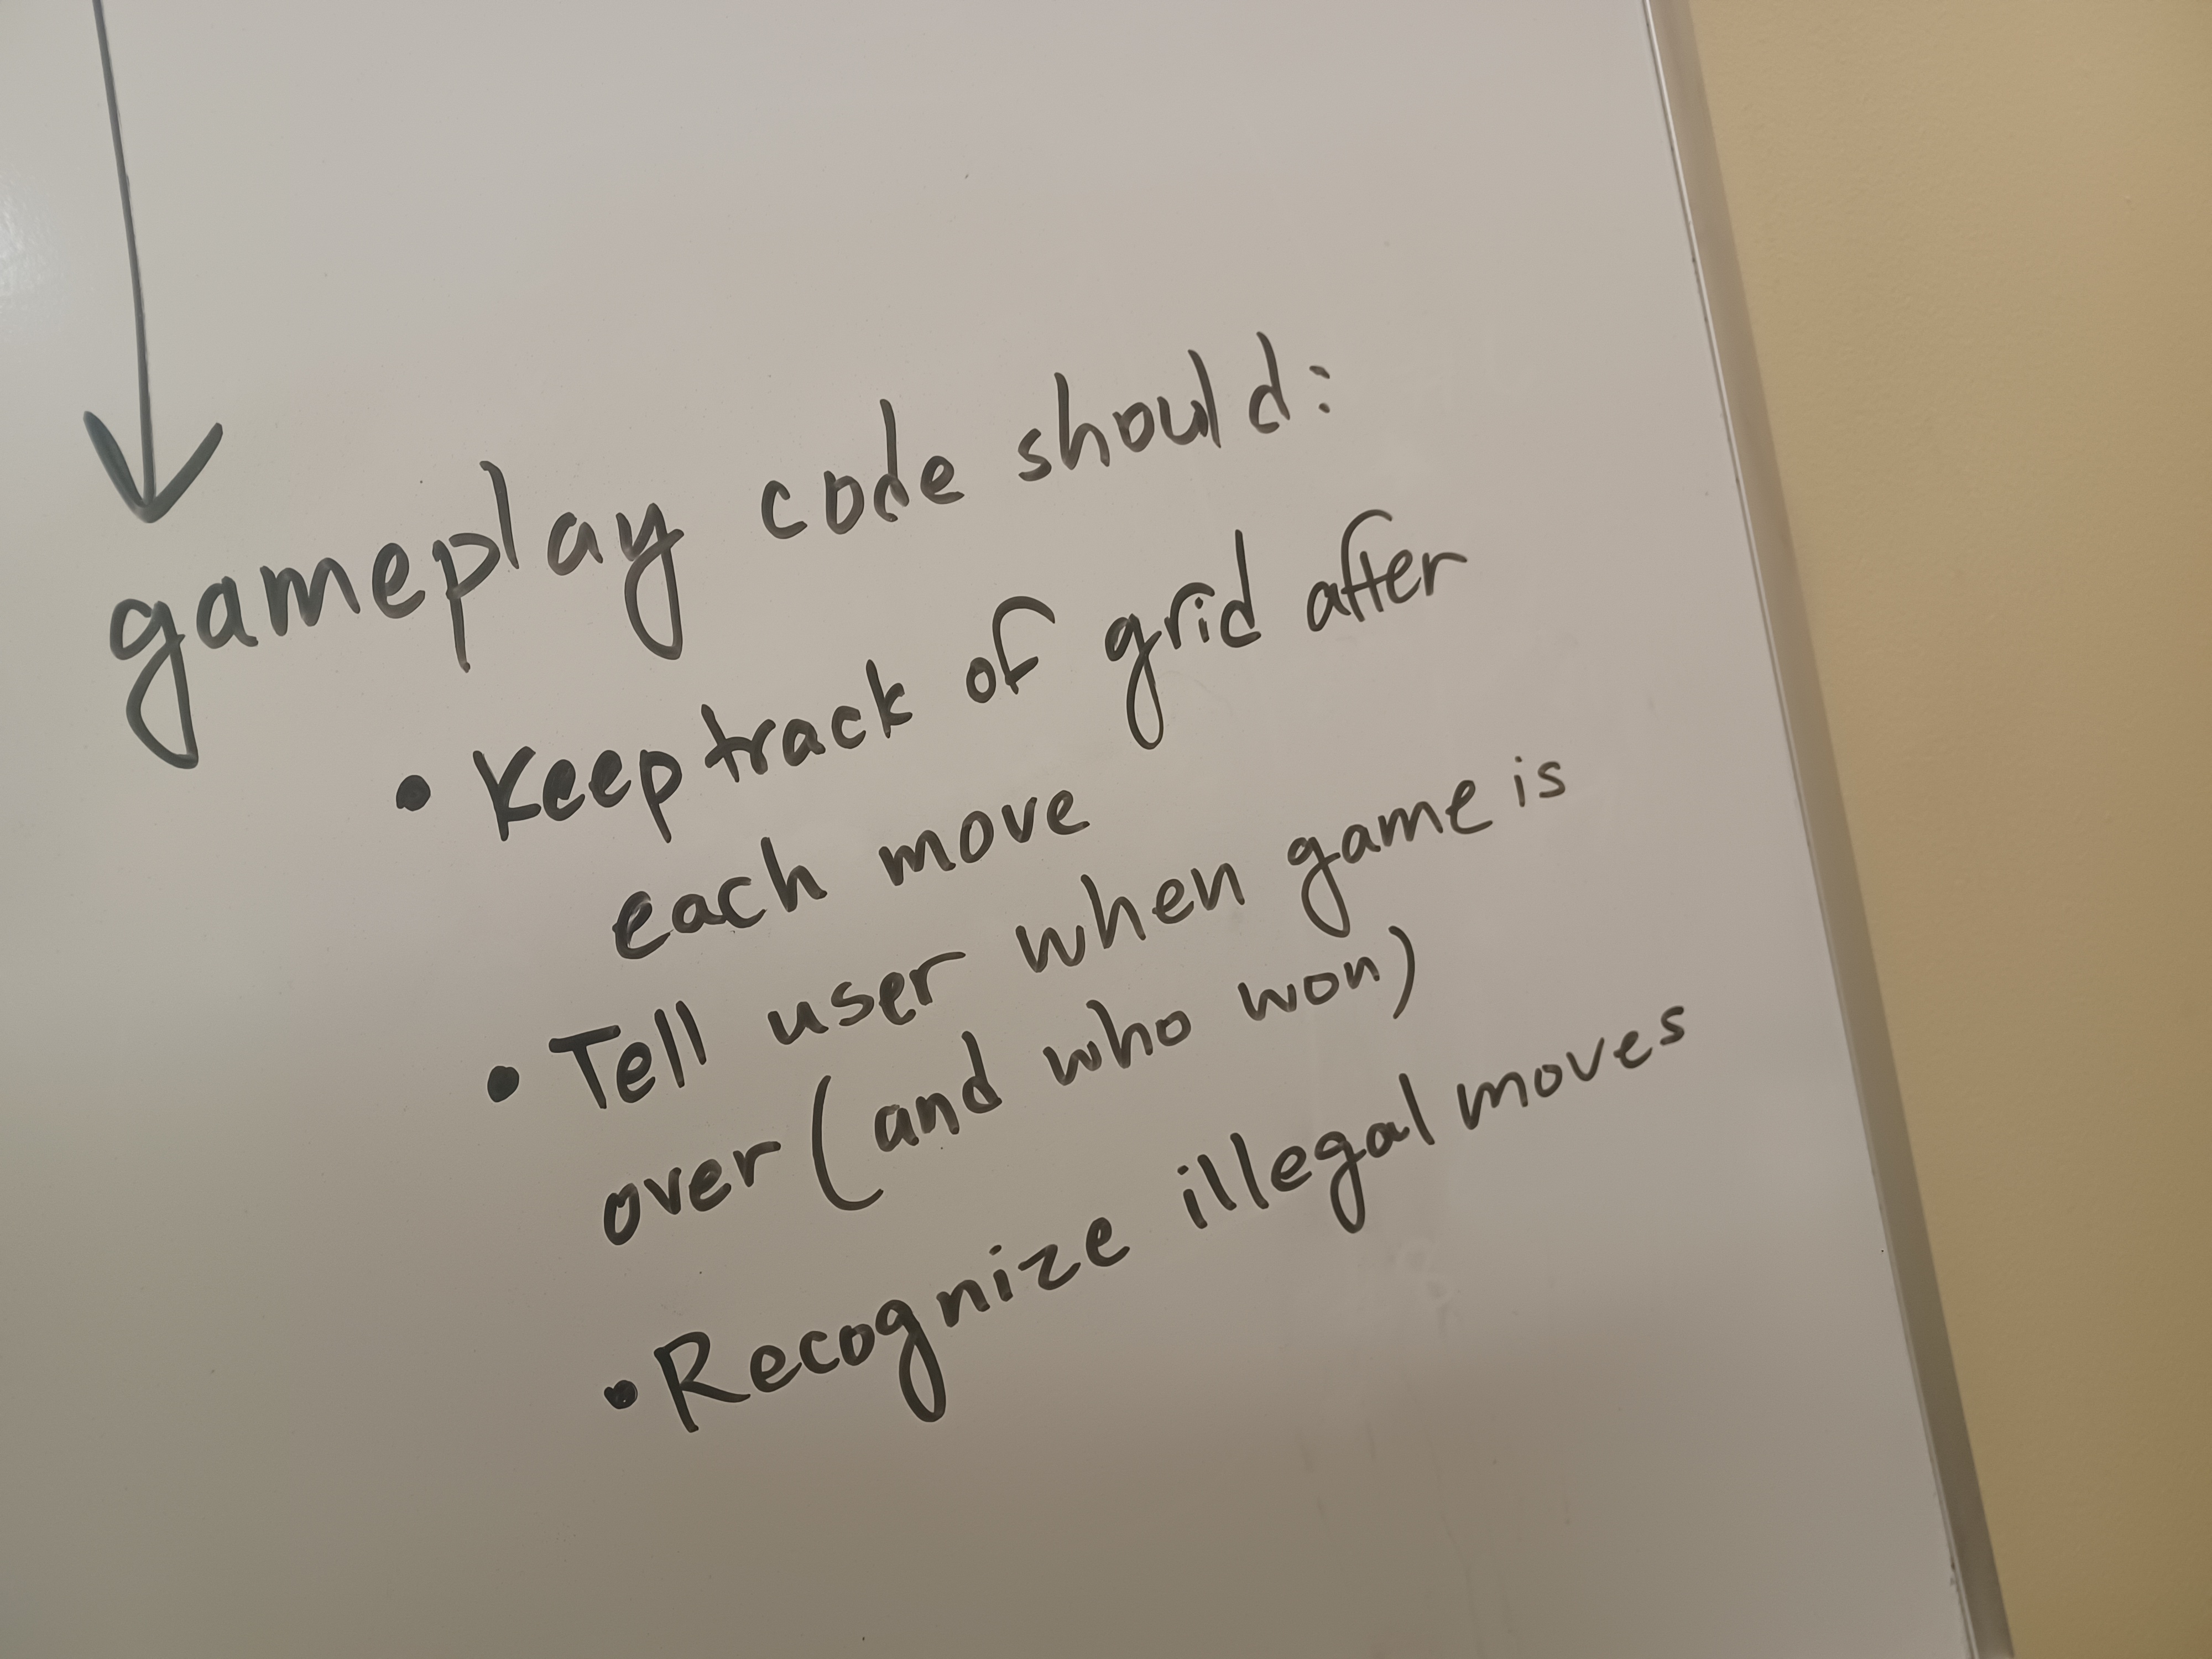 gameplay code should:
• Keep track of grid after
each move
• Tell user when game is
over (and who won)
• Recognize illegal moves